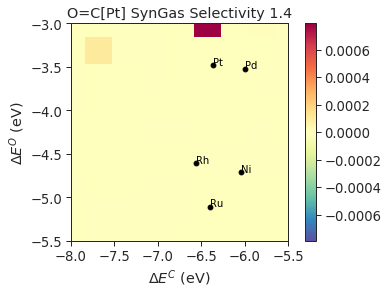 O=C[Pt] SynGas Selectivity 1.4
−3.0
−3.5
−4.0
−4.5
−5.0
−5.5
ΔE^O (eV)
Pt
Pd
Rh
Ni
Ru
−8.0 −7.5 −7.0 −6.5 −6.0 −5.5
ΔE^C (eV)
0.0006
0.0004
0.0002
0.0000
−0.0002
−0.0004
−0.0006